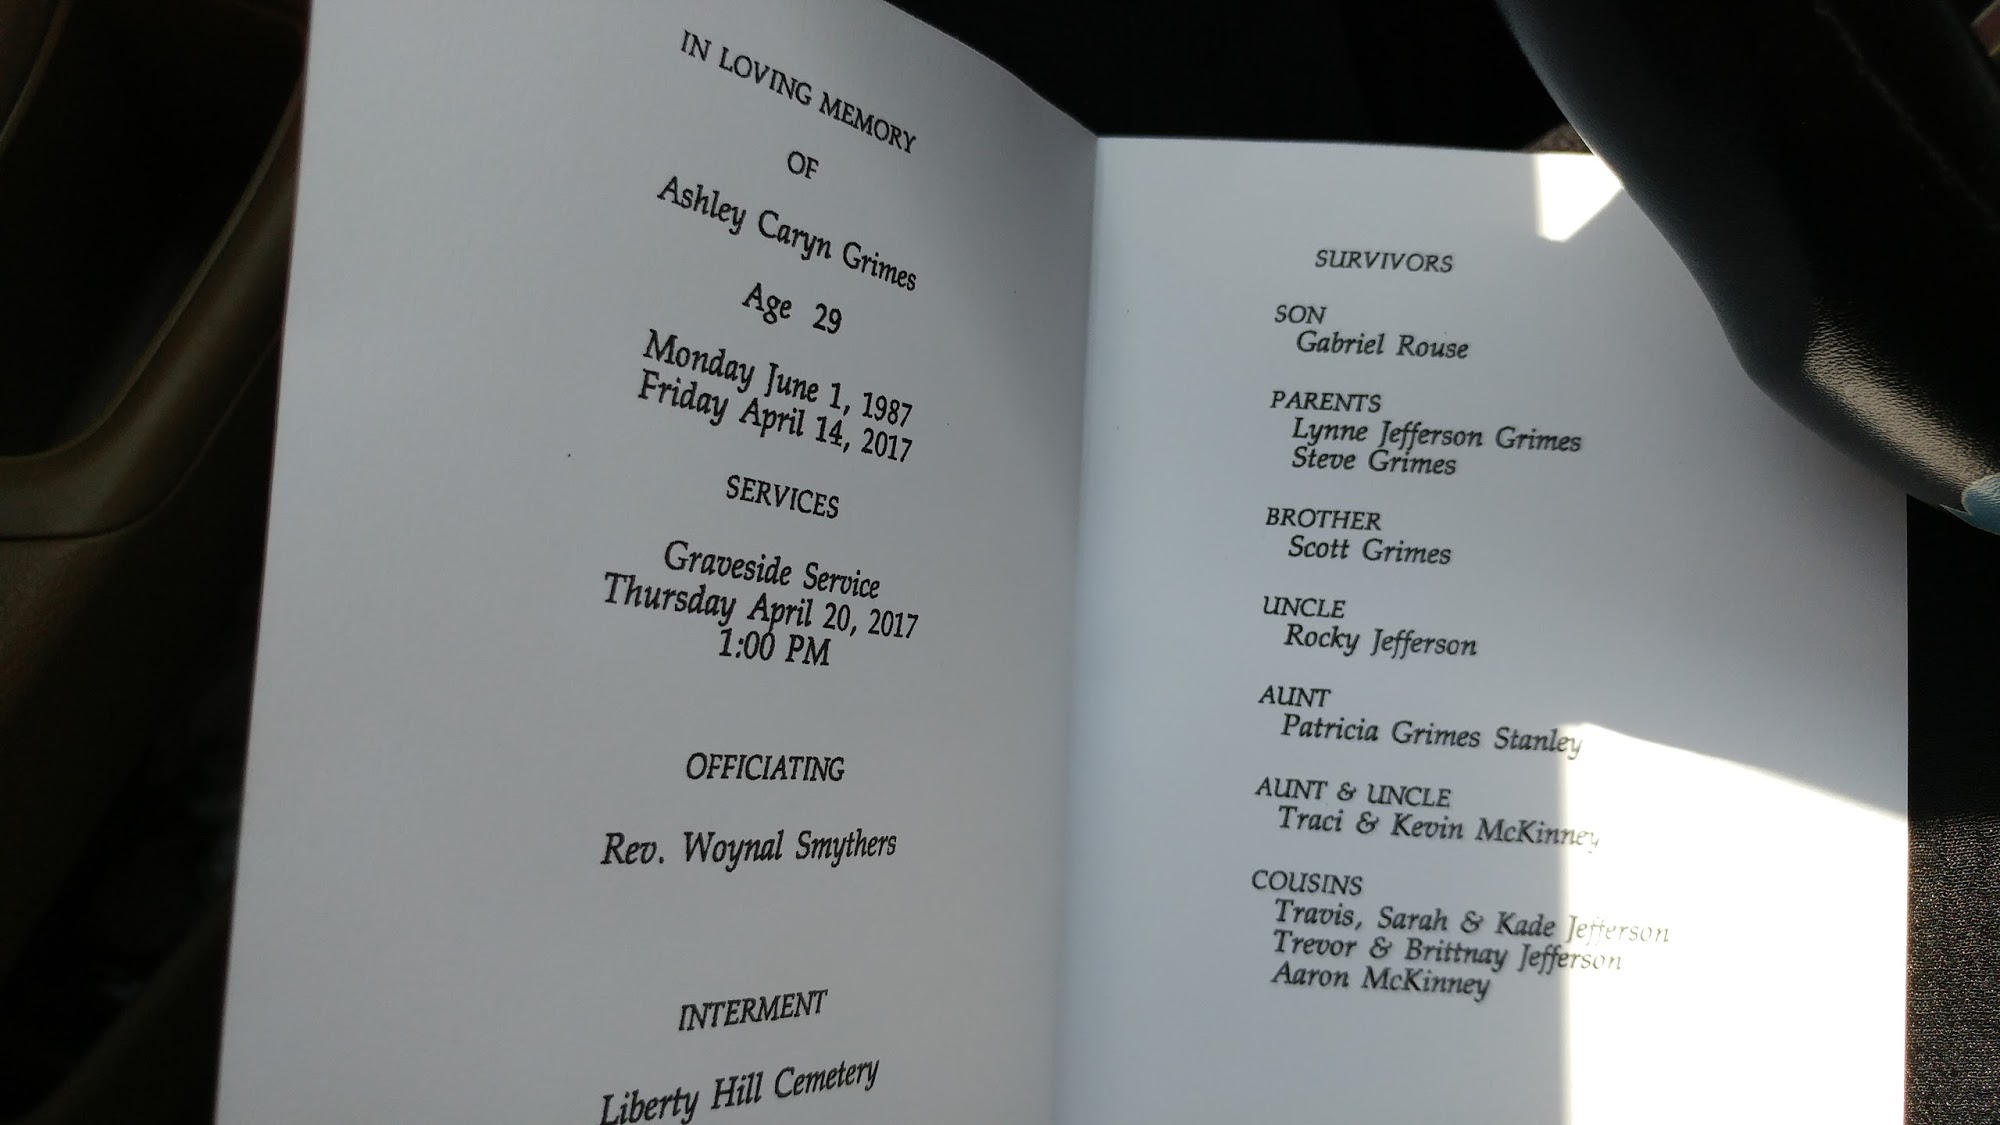 IN LOVING MEMORY
OF
Ashley Caryn Grimes
Age 29
Monday June 1, 1987
Friday April 14, 2017
SERVICES
Graveside Service
Thursday April 20, 2017
1:00 PM
OFFICIATING
Rev. Woynal Smythers
INTERMENT
Liberty Hill Cemetery
SURVIVORS
SON
Gabriel Rouse
PARENTS
Lynne Jefferson Grimes
Steve Grimes
BROTHER
Scott Grimes
UNCLE
Rocky Jefferson
AUNT
Patricia Grimes Stanley
AUNT & UNCLE
Traci & Kevin McKinney
COUSINS
Travis, Sarah & Kade Jefferson
Trevor & Brittnay Jefferson
Aaron McKinney